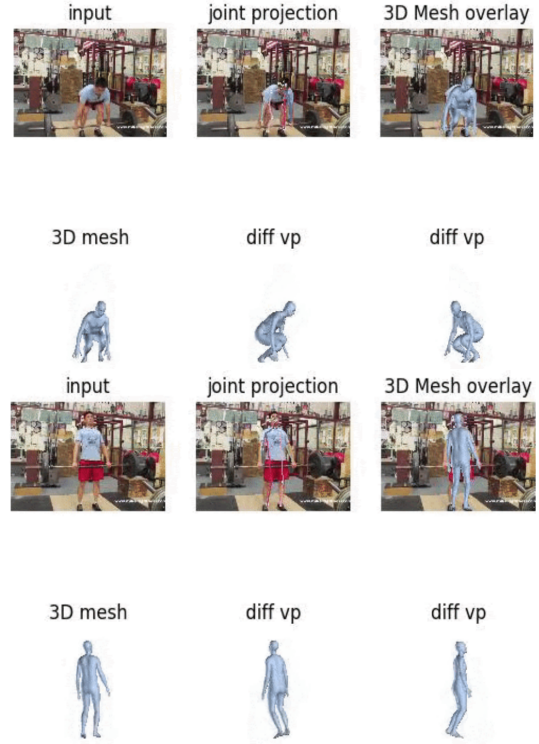 input joint projection 3D Mesh overlay
3D mesh diff vp diff vp
input joint projection 3D Mesh overlay
3D mesh diff vp diff vp